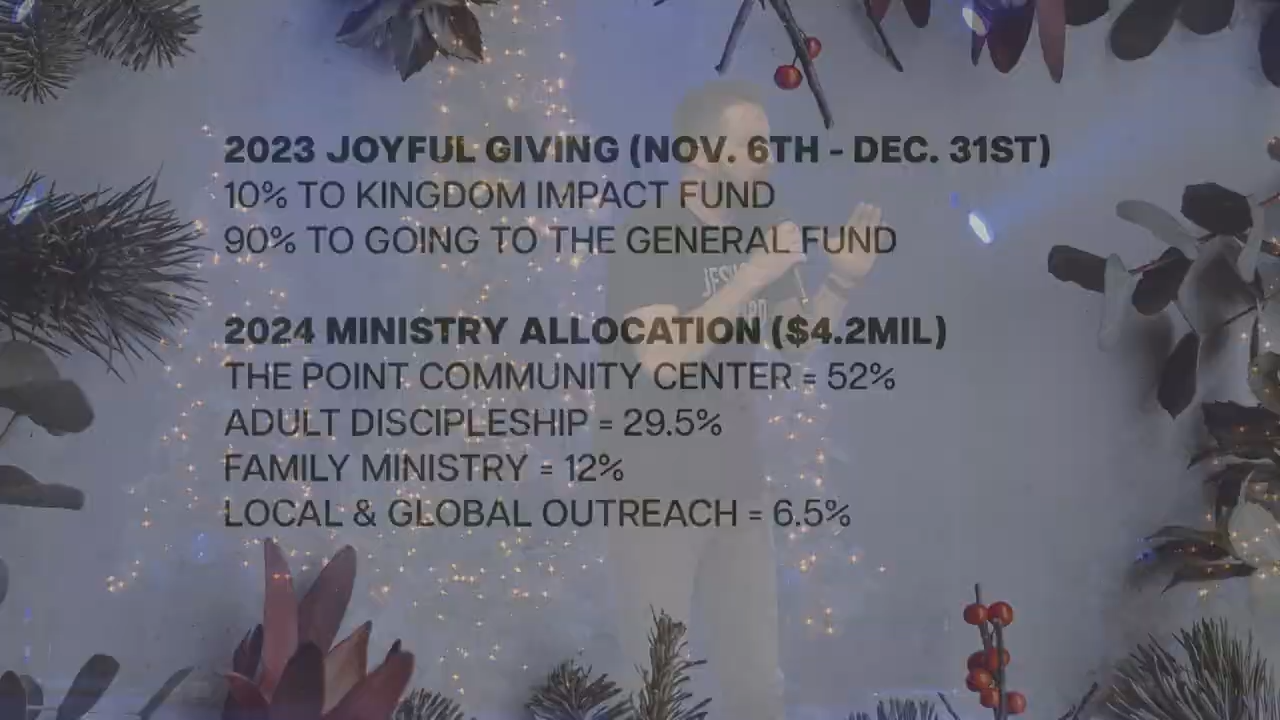 2023 JOYFUL GIVING (NOV. 6TH - DEC. 31ST)
10% TO KINGDOM IMPACT FUND
90% TO GOING TO THE GENERAL FUND
2024 MINISTRY ALLOCATION ($4.2MIL)
THE POINT COMMUNITY CENTER = 52%
ADULT DISCIPLESHIP = 29.5%
FAMILY MINISTRY = 12%
LOCAL & GLOBAL OUTREACH = 6.5%